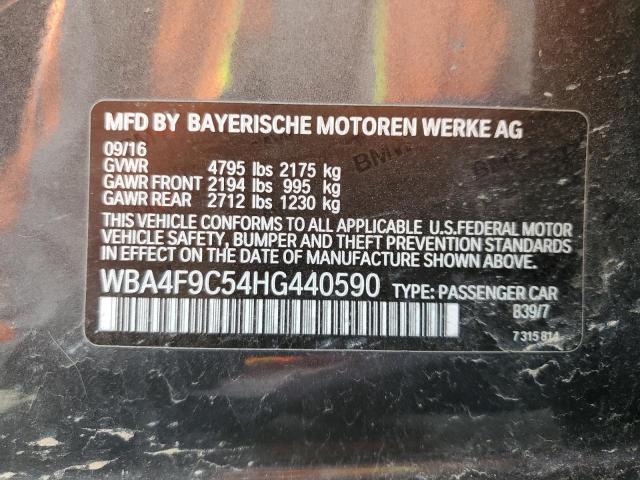 MFD BY BAYERISCHE MOTOREN WERKE AG
09/16
GVWR 4795 lbs 2175 kg
GAWR FRONT 2194 lbs 995 kg
GAWR REAR 2712 lbs 1230 kg
THIS VEHICLE CONFORMS TO ALL APPLICABLE U.S.FEDERAL MOTOR
VEHICLE SAFETY, BUMPER AND THEFT PREVENTION STANDARDS
IN EFFECT ON THE DATE OF MANUFACTURE SHOWN ABOVE.
WBA4F9C54HG440590 TYPE: PASSENGER CAR
B39/7
7 315 814
BMW